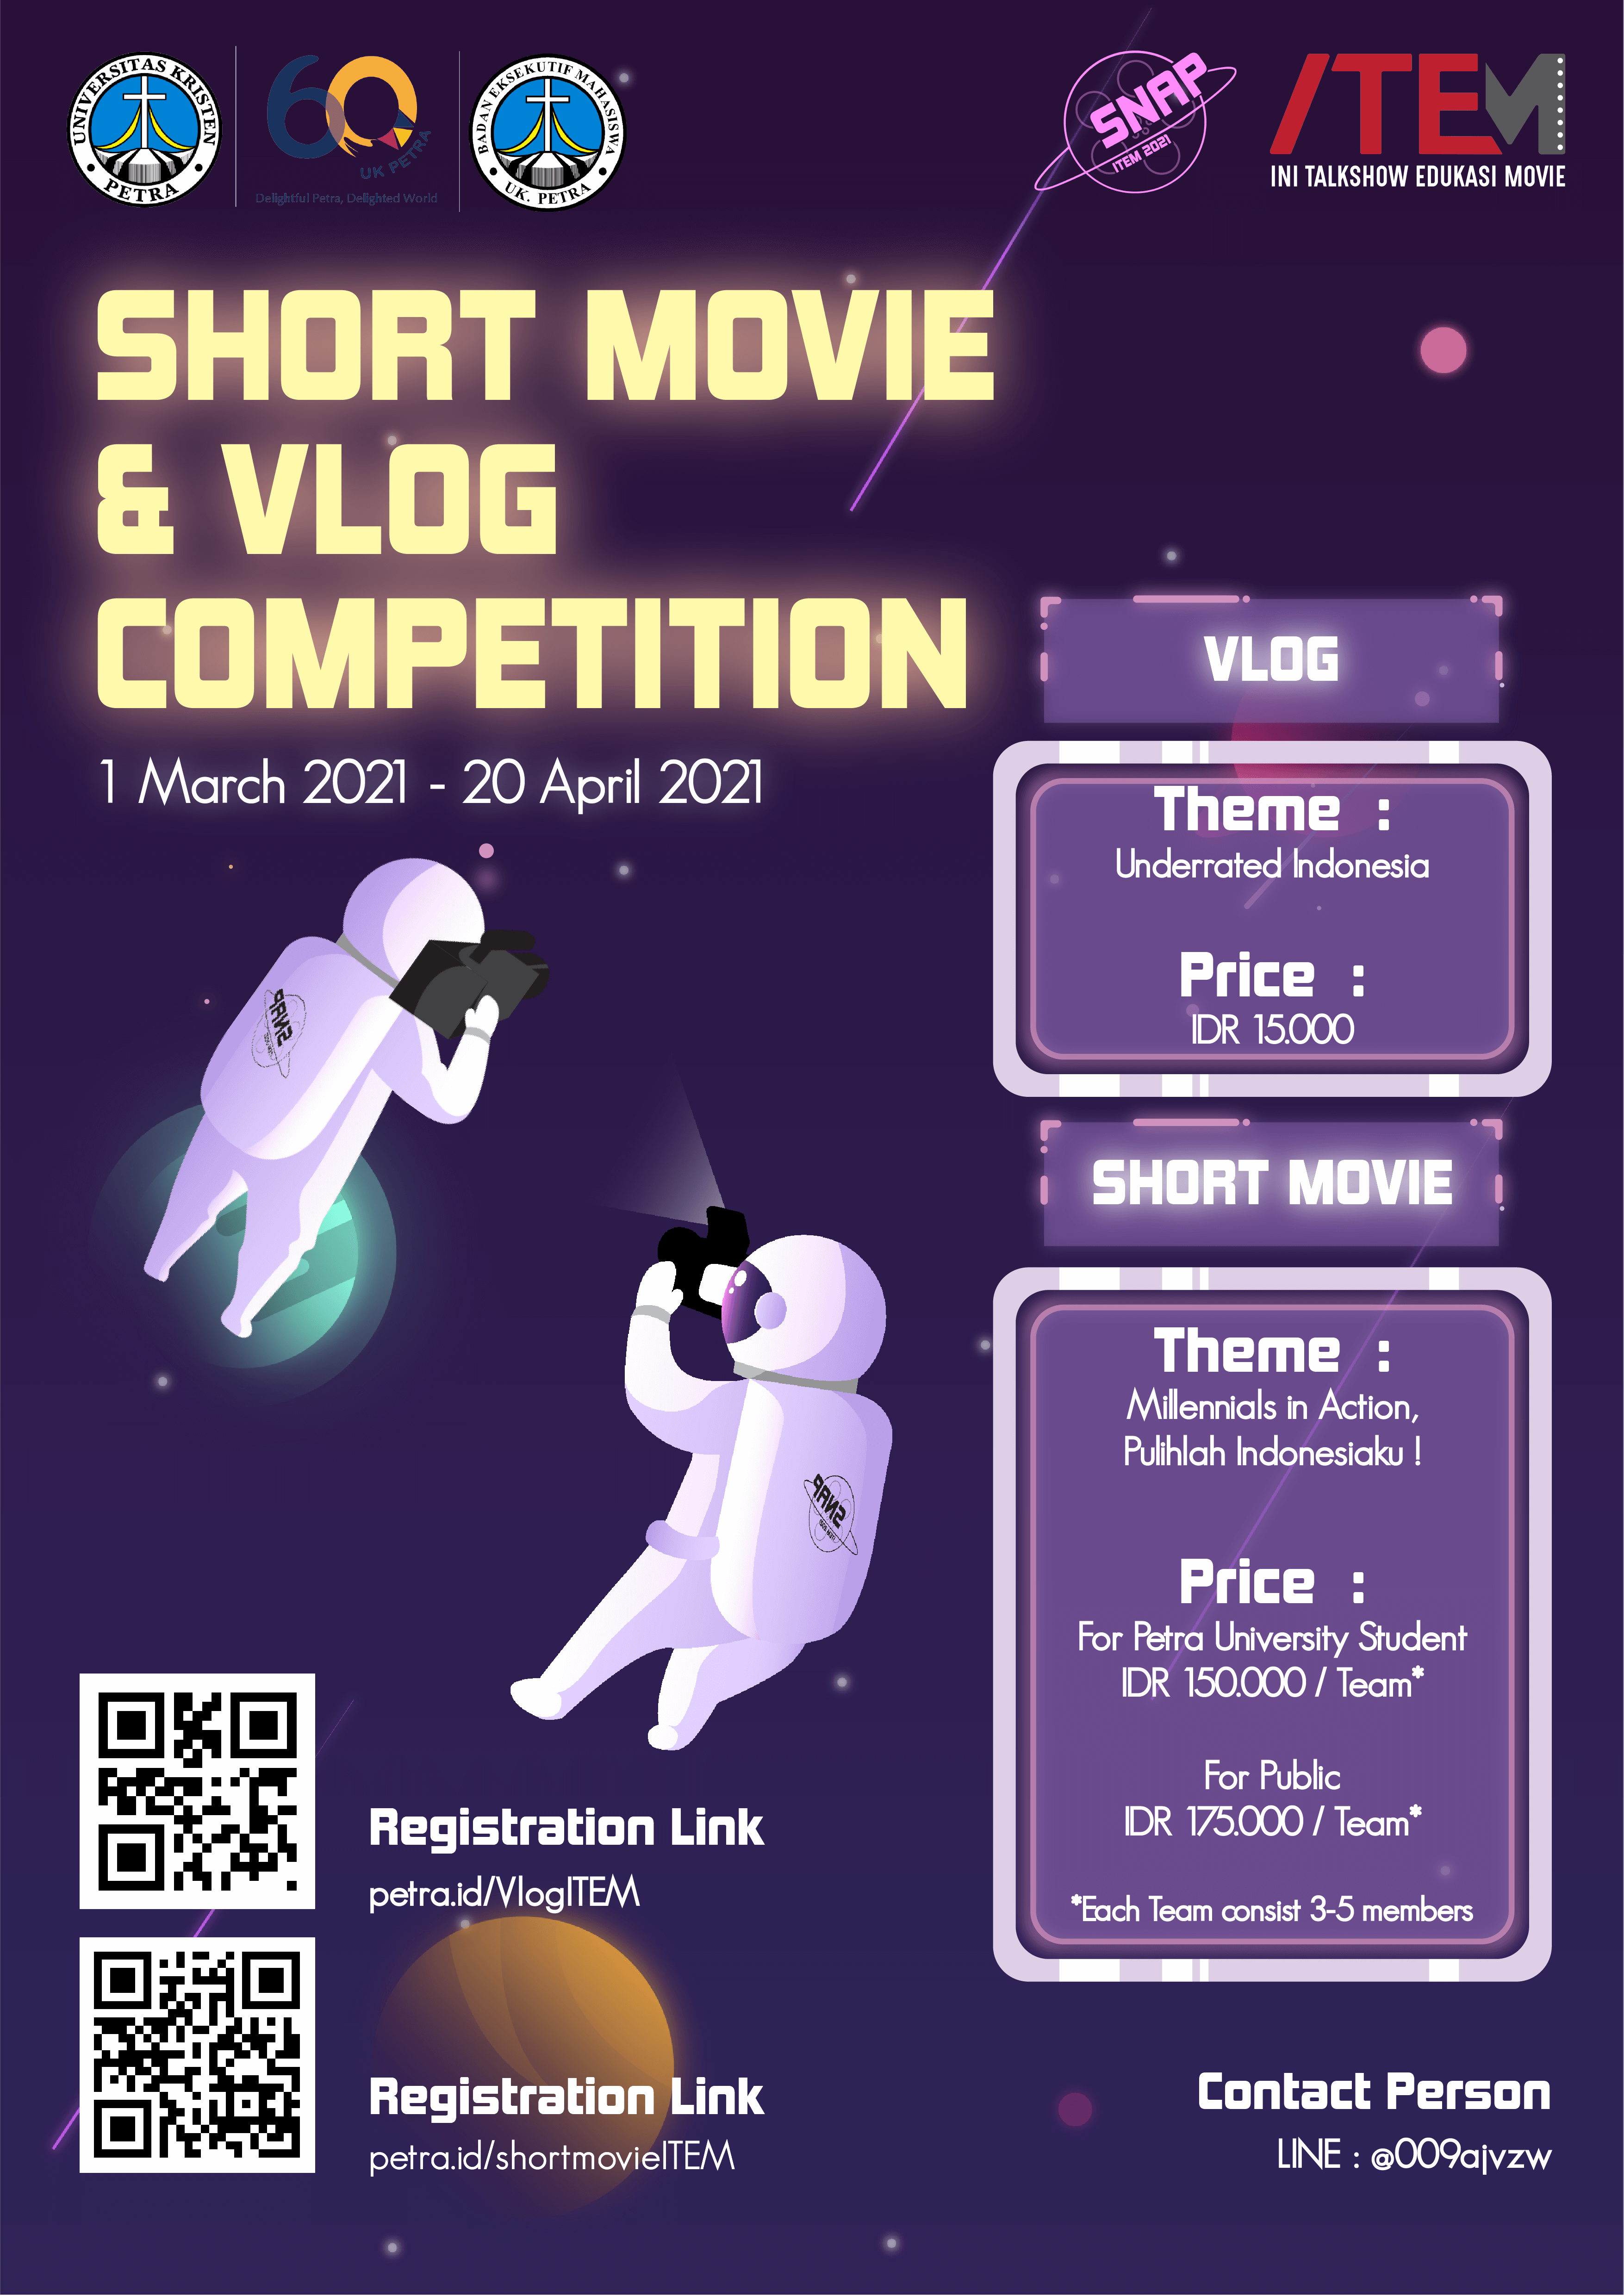 UNIVERSITAS KRISTEN
PETRA
60
UK PETRA
Delightful Petra, Delighted World
BADAN EKSEKUTIF MAHASISWA
UK. PETRA
SNAP
ITEM 2021
ITEM
INI TALKSHOW EDUKASI MOVIE
SHORT MOVIE
& VLOG
COMPETITION
1 March 2021 - 20 April 2021
VLOG
Theme :
Underrated Indonesia
Price :
IDR 15.000
SHORT MOVIE
Theme :
Millennials in Action,
Pulihlah Indonesiaku !
Price :
For Petra University Student
IDR 150.000 / Team*
For Public
IDR 175.000 / Team*
*Each Team consist 3-5 members
SNAP
SNAP
Registration Link
petra.id/VlogITEM
Registration Link
petra.id/shortmovieITEM
Contact Person
LINE : @009ajvzw